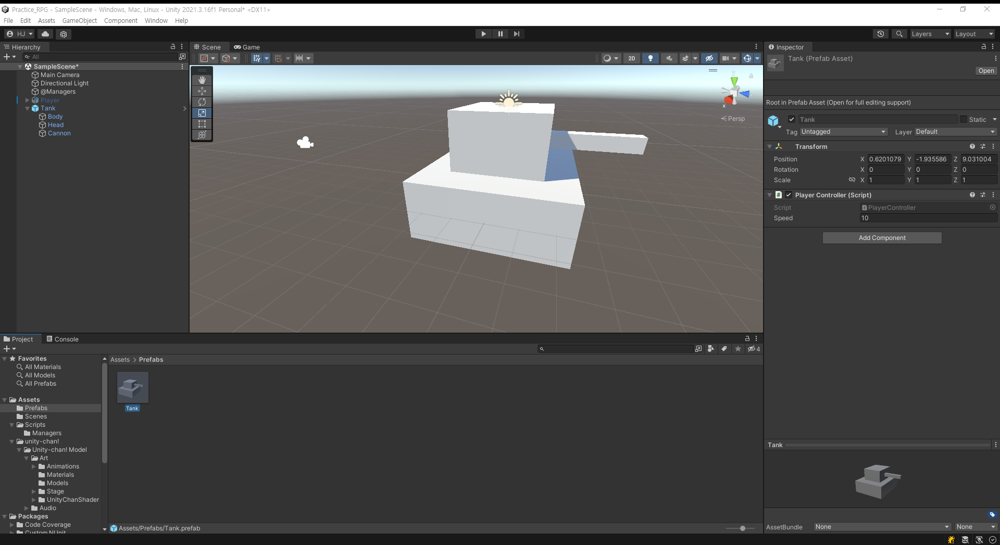 Practice_RPG - SampleScene - Windows, Mac, Linux - Unity 2021.3.16f1 Personal* <DX11>
File Edit Assets GameObject Component Window Help
HJ
Layers Layout
Hierarchy
All
SampleScene*
Main Camera
Directional Light
@Managers
Player
Tank
Body
Head
Cannon
Scene Game
2D
y
x
Persp
Inspector
Tank (Prefab Asset)
Open
Root in Prefab Asset (Open for full editing support)
Tank Static
Tag Untagged Layer Default
Transform
Position X 0.6201079 Y -1.935586 Z 9.031004
Rotation X 0 Y 0 Z 0
Scale X 1 Y 1 Z 1
# Player Controller (Script)
Script PlayerController
Speed 10
Add Component
Project Console
4
Favorites
All Materials
All Models
All Prefabs
Assets
Prefabs
Scenes
Scripts
Managers
unity-chan!
Unity-chan! Model
Art
Animations
Materials
Models
Stage
UnityChanShader
Audio
Packages
Code Coverage
Custom NUnit
Assets > Prefabs
Tank
Assets/Prefabs/Tank.prefab
Tank
AssetBundle None None